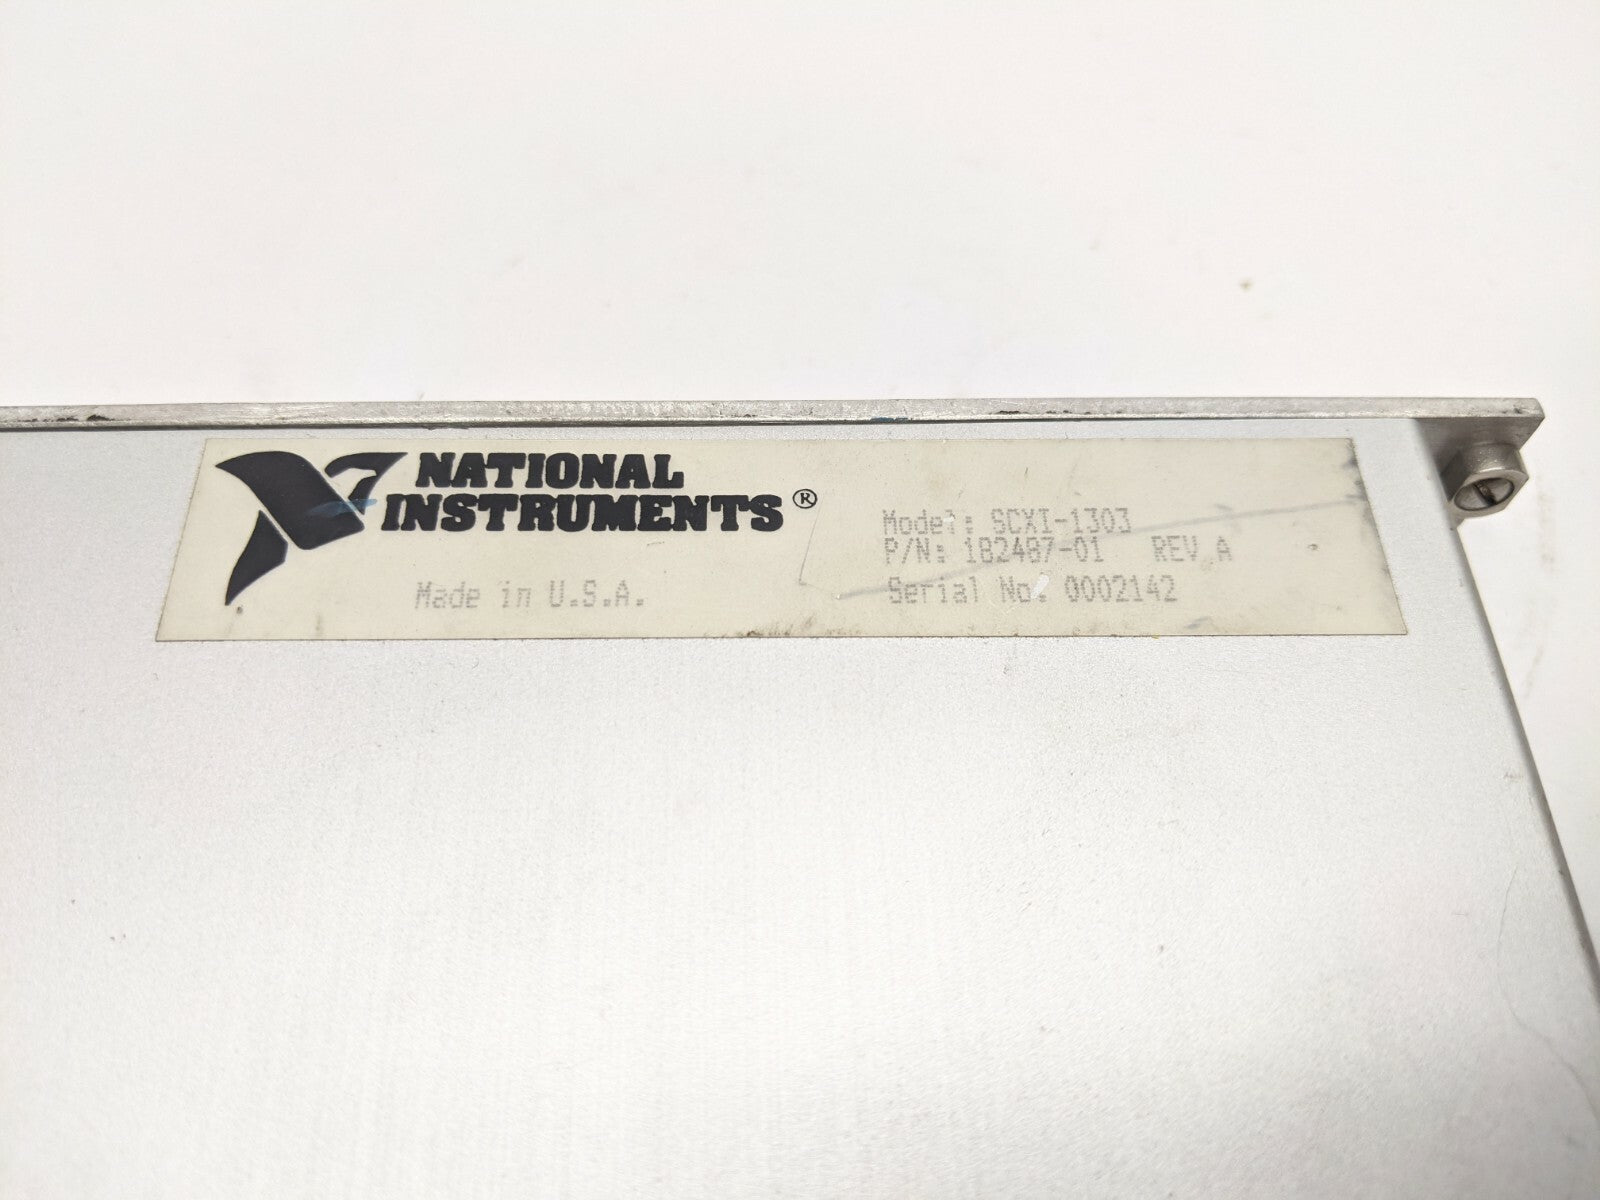 NATIONAL
INSTRUMENTS®
Model: SCXI-1303
P/N: 182487-01 REV A
Made in U.S.A.
Serial No. 0002142